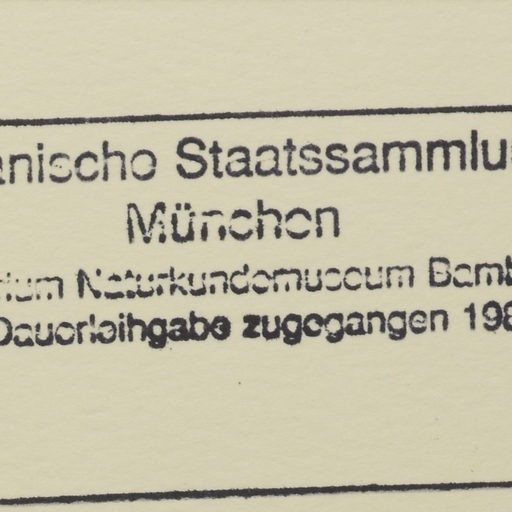 anische Staatssammlu
München
rium Naturkundemuseum Bamb
Dauerleihgabe zugegangen 198